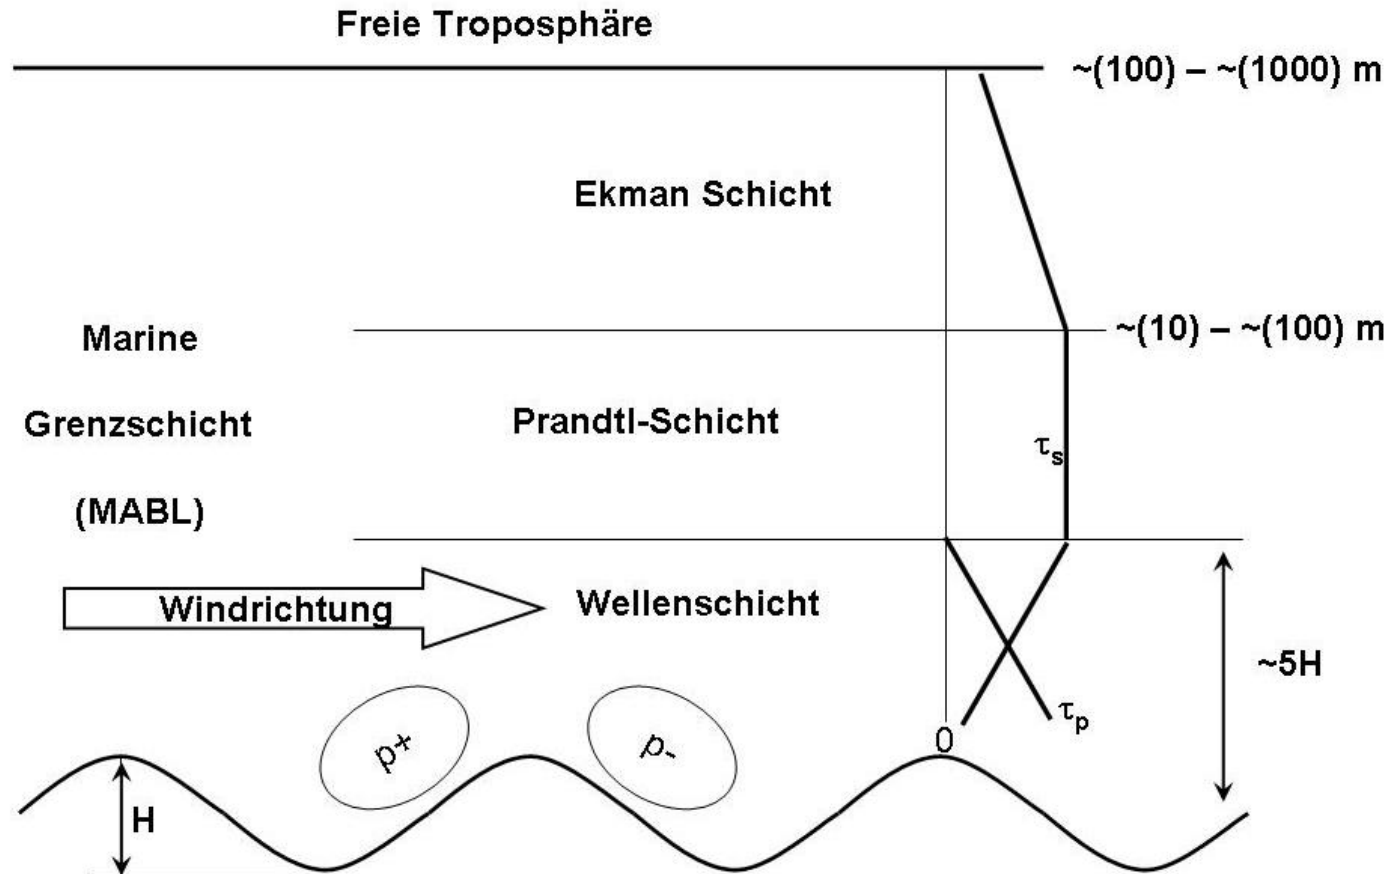 Freie Troposphäre
~(100) – ~(1000) m
Ekman Schicht
~(10) – ~(100) m
Marine
Grenzschicht
(MABL)
Prandtl-Schicht
τs
Windrichtung
Wellenschicht
~5H
p+
p-
0
τp
H